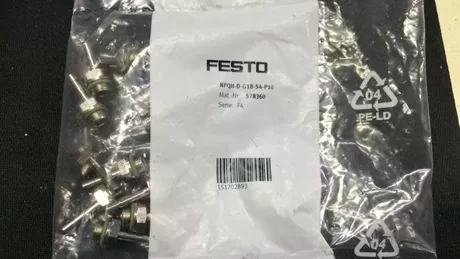 FESTO
NPQH-D-G18-S4-P10
Mat.Nr. 578360
Serie: F4
151702893
04
PE-LD
04